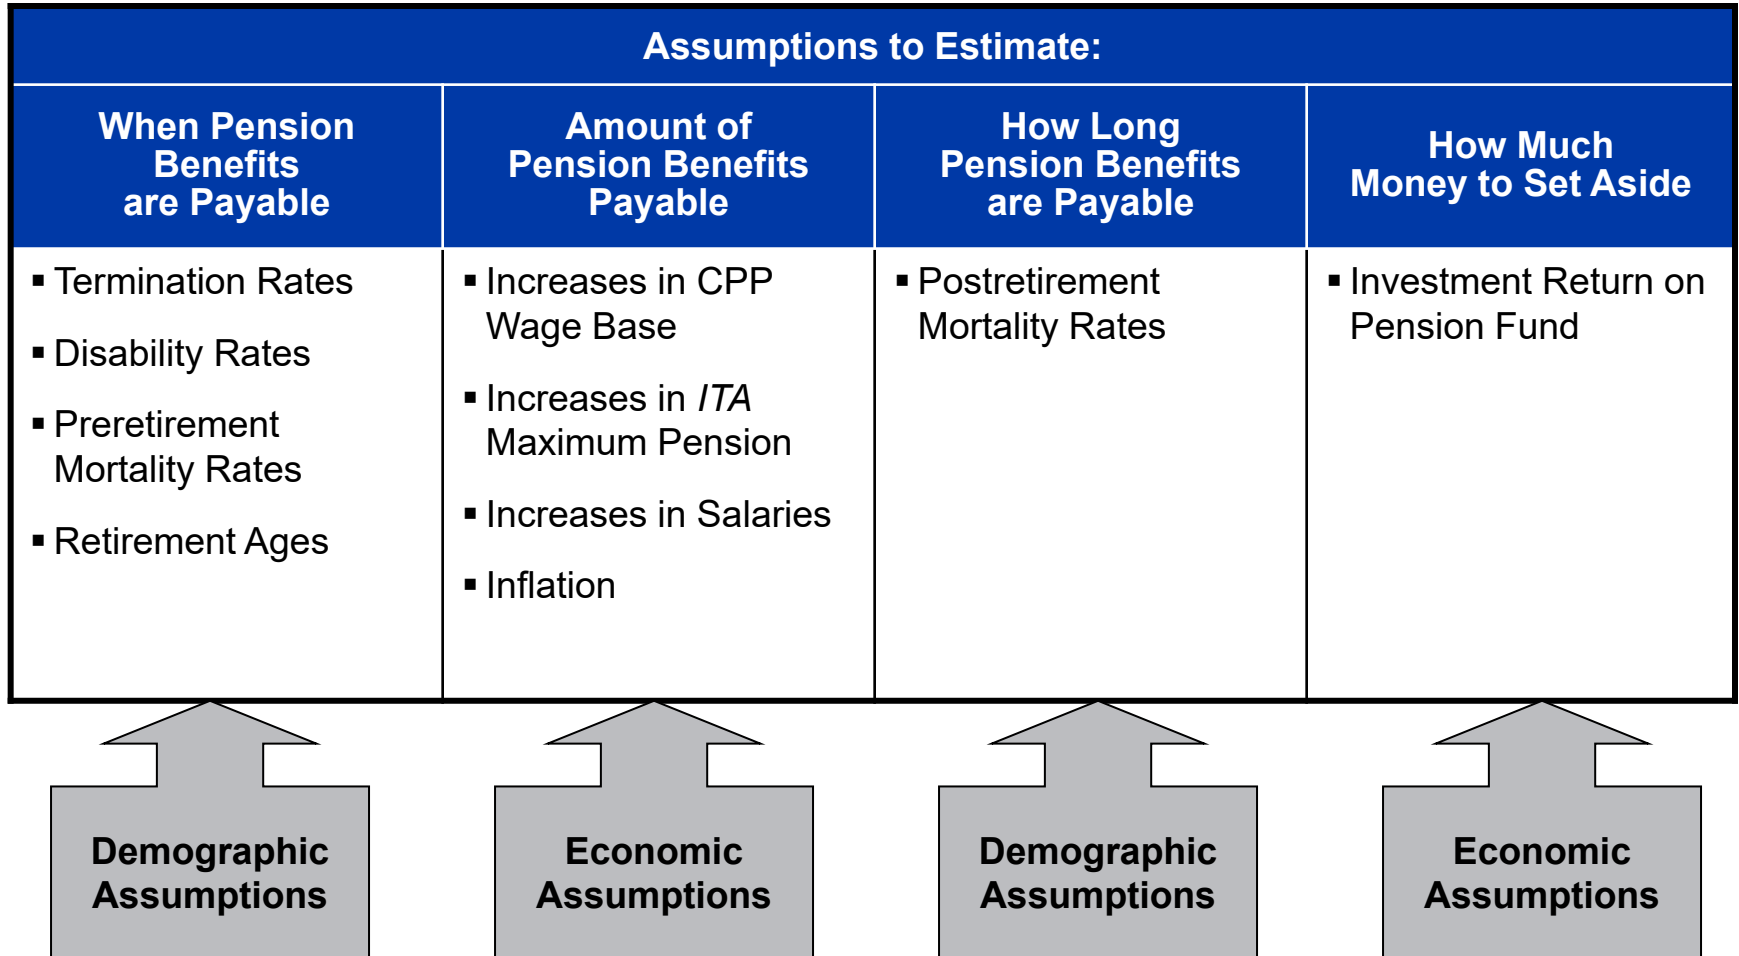 Assumptions to Estimate:
When Pension
Benefits
are Payable
Amount of
Pension Benefits
Payable
How Long
Pension Benefits
are Payable
How Much
Money to Set Aside
▪ Termination Rates
▪ Disability Rates
▪ Preretirement
Mortality Rates
▪ Retirement Ages
▪ Increases in CPP
Wage Base
▪ Increases in ITA
Maximum Pension
▪ Increases in Salaries
▪ Inflation
▪ Postretirement
Mortality Rates
▪ Investment Return on
Pension Fund
Demographic
Assumptions
Economic
Assumptions
Demographic
Assumptions
Economic
Assumptions